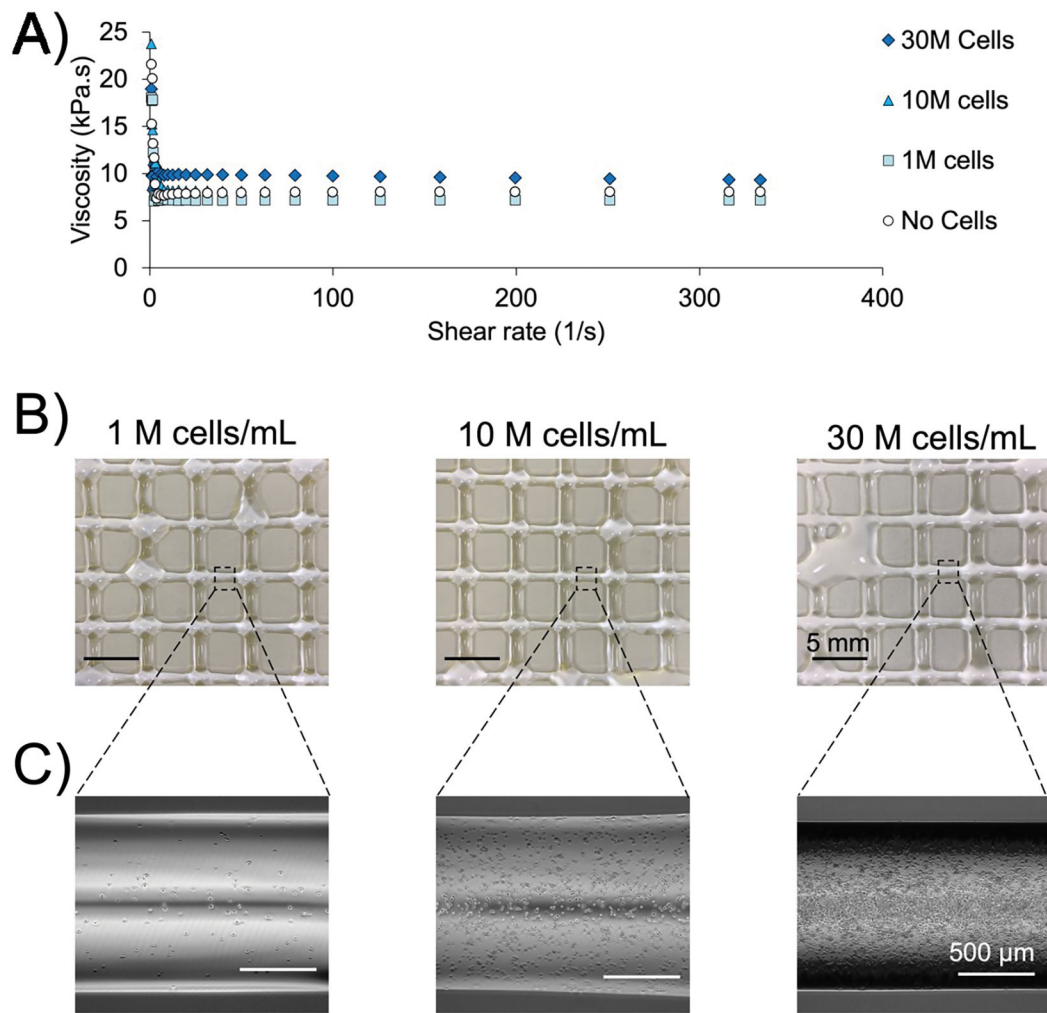 A)
Viscosity (kPa.s)
25
20
15
10
5
0
0
100
200
300
400
Shear rate (1/s)
30M Cells
10M cells
1M cells
No Cells
B)
1 M cells/mL
10 M cells/mL
30 M cells/mL
5 mm
C)
500 µm